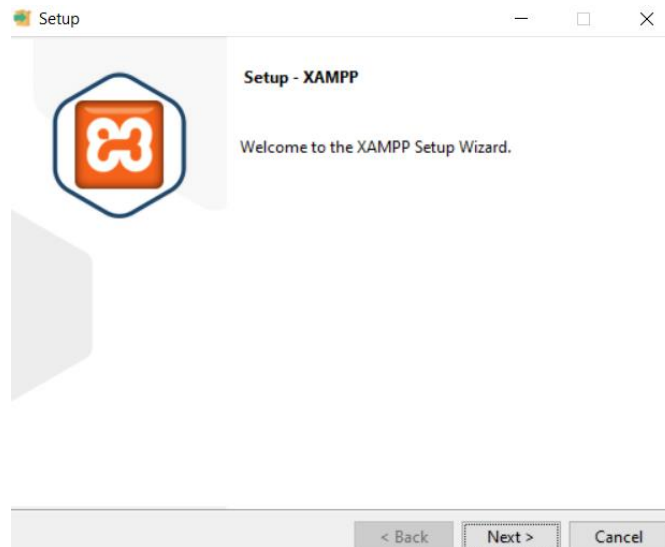 Setup
Setup - XAMPP
Welcome to the XAMPP Setup Wizard.
< Back Next > Cancel